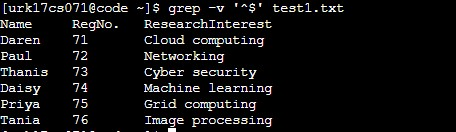 [urk17cs071@code ~]$ grep -v '^$' test1.txt
Name RegNo. ResearchInterest
Daren 71 Cloud computing
Paul 72 Networking
Thanis 73 Cyber security
Daisy 74 Machine learning
Priya 75 Grid computing
Tania 76 Image processing